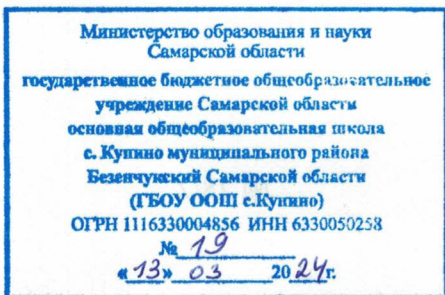 Министерство образования и науки
Самарской области
государственное бюджетное общеобразовательное
учреждение Самарской области
основная общеобразовательная школа
с. Купино муниципального района
Безенчукский Самарской области
(ГБОУ ООШ с.Купино)
ОГРН 1116330004856 ИНН 6330050258
№ 19
«13» 03 2024г.